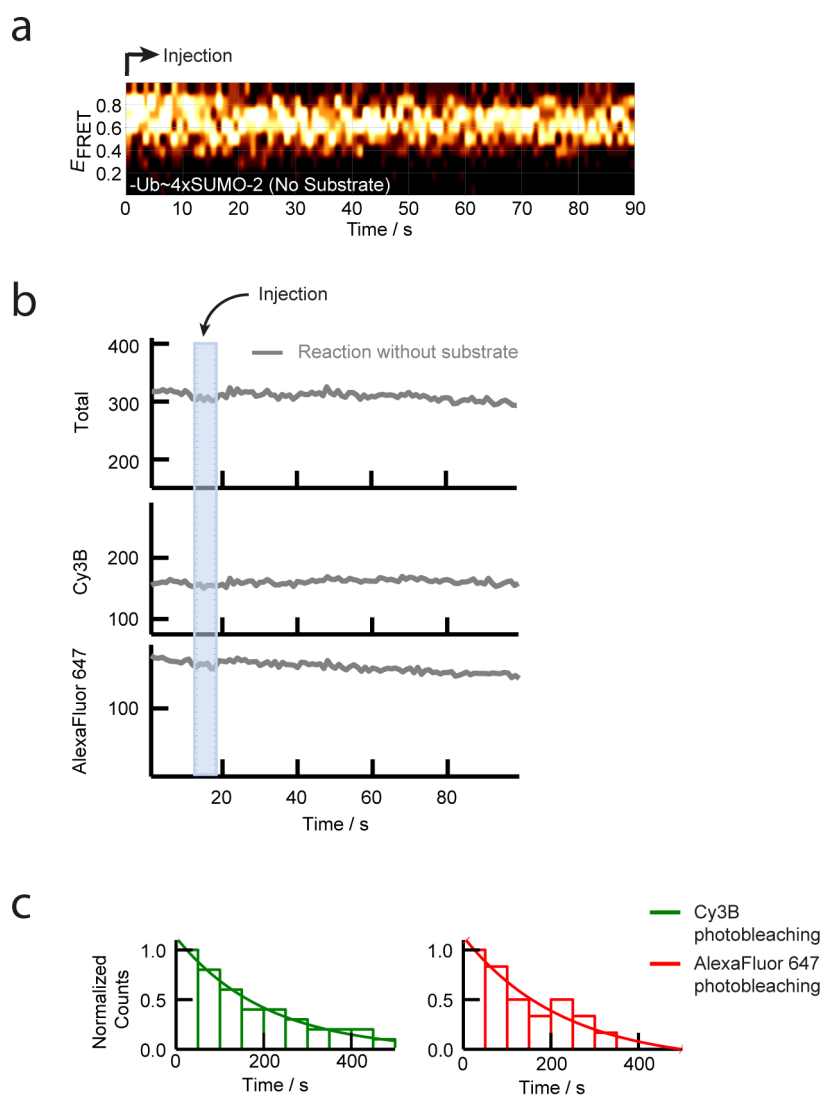 a
Injection
0.8
0.6
0.4
0.2
E FRET
-Ub~4xSUMO-2 (No Substrate)
0 10 20 30 40 50 60 70 80 90
Time / s
b
Injection
Reaction without substrate
400
300
200
Total
200
100
Cy3B
100
AlexaFluor 647
20 40 60 80
Time / s
c
Cy3B
photobleaching
AlexaFluor 647
photobleaching
Normalized
Counts
1.0
0.5
0.0
0 200 400
Time / s
1.0
0.5
0.0
0 200 400
Time / s